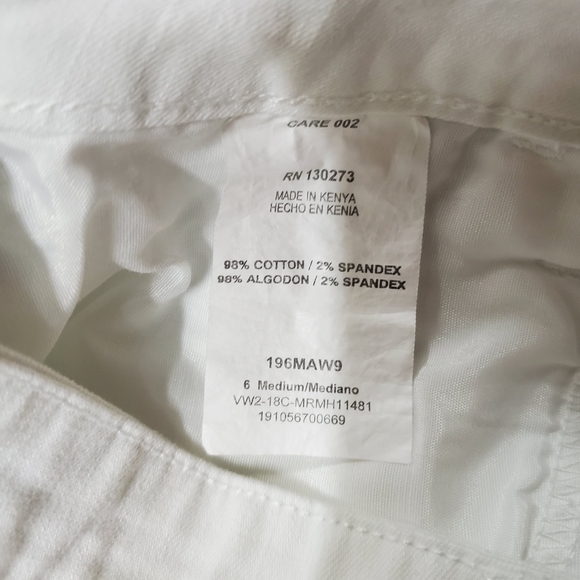 CARE 002
RN 130273
MADE IN KENYA
HECHO EN KENIA
98% COTTON / 2% SPANDEX
98% ALGODON / 2% SPANDEX
196MAW9
6 Medium/Mediano
VW2-18C-MRMH11481
191056700669